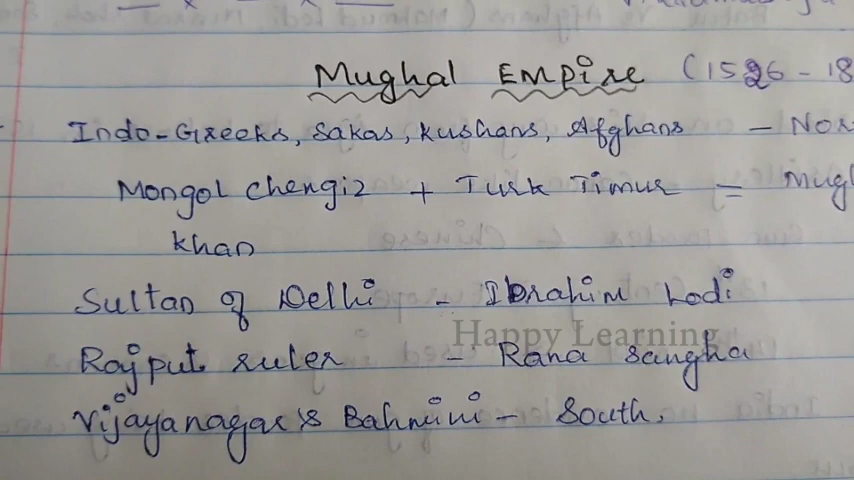 Mughal Empire (1526 - 18
Indo-Greeks, Sakas, Kushans, Afghans - Nor
Mongol Chengiz + Turk Timur = Mugl
Khan
Sultan of Delhi - Ibrahim Lodi
Happy Learning
Rajput ruler - Rana Sangha
Vijayanagar & Bahmini - South.